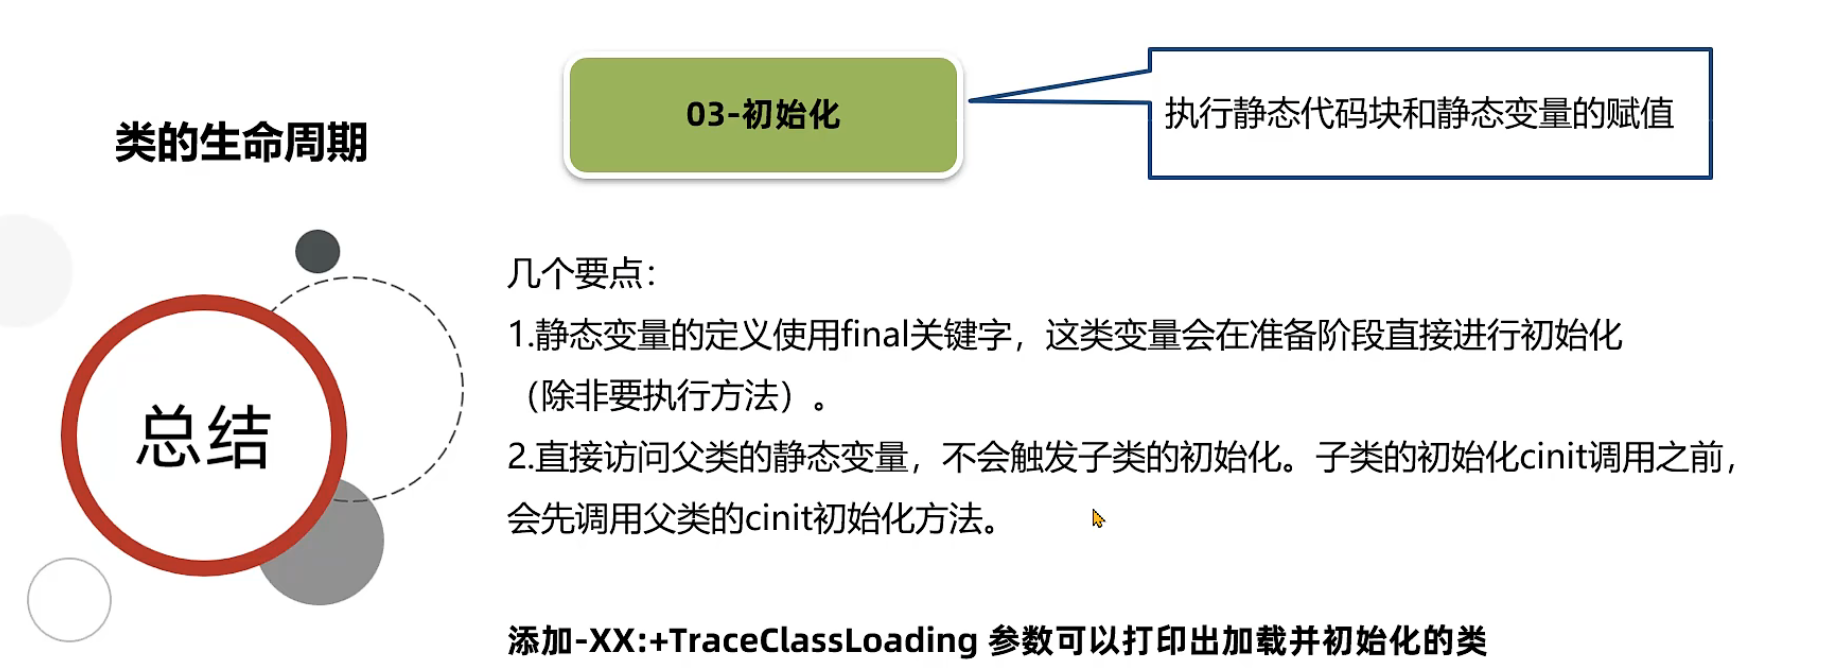 类的生命周期
03-初始化
执行静态代码块和静态变量的赋值
总结
几个要点：
1.静态变量的定义使用final关键字，这类变量会在准备阶段直接进行初始化
（除非要执行方法）。
2.直接访问父类的静态变量，不会触发子类的初始化。子类的初始化cinit调用之前，
会先调用父类的cinit初始化方法。
添加-XX:+TraceClassLoading 参数可以打印出加载并初始化的类